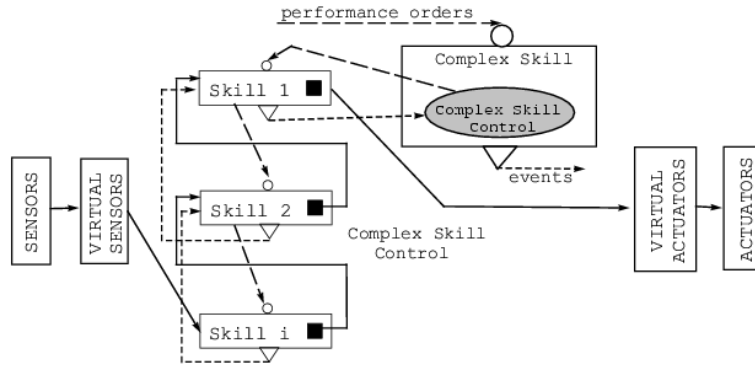 performance orders
Complex Skill
Complex Skill
Control
events
Skill 1
Skill 2
Skill i
Complex Skill
Control
SENSORS
VIRTUAL
SENSORS
VIRTUAL
ACTUATORS
ACTUATORS